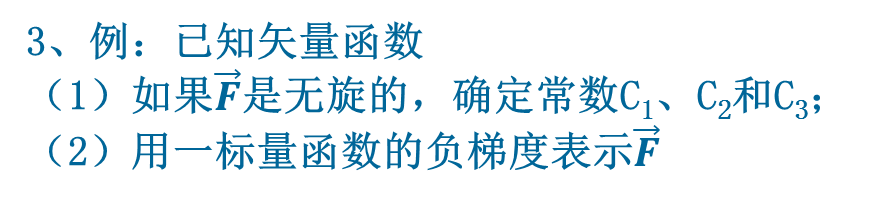 3、例：已知矢量函数
（1）如果F⃗是无旋的，确定常数C₁、C₂和C₃；
（2）用一标量函数的负梯度表示F⃗